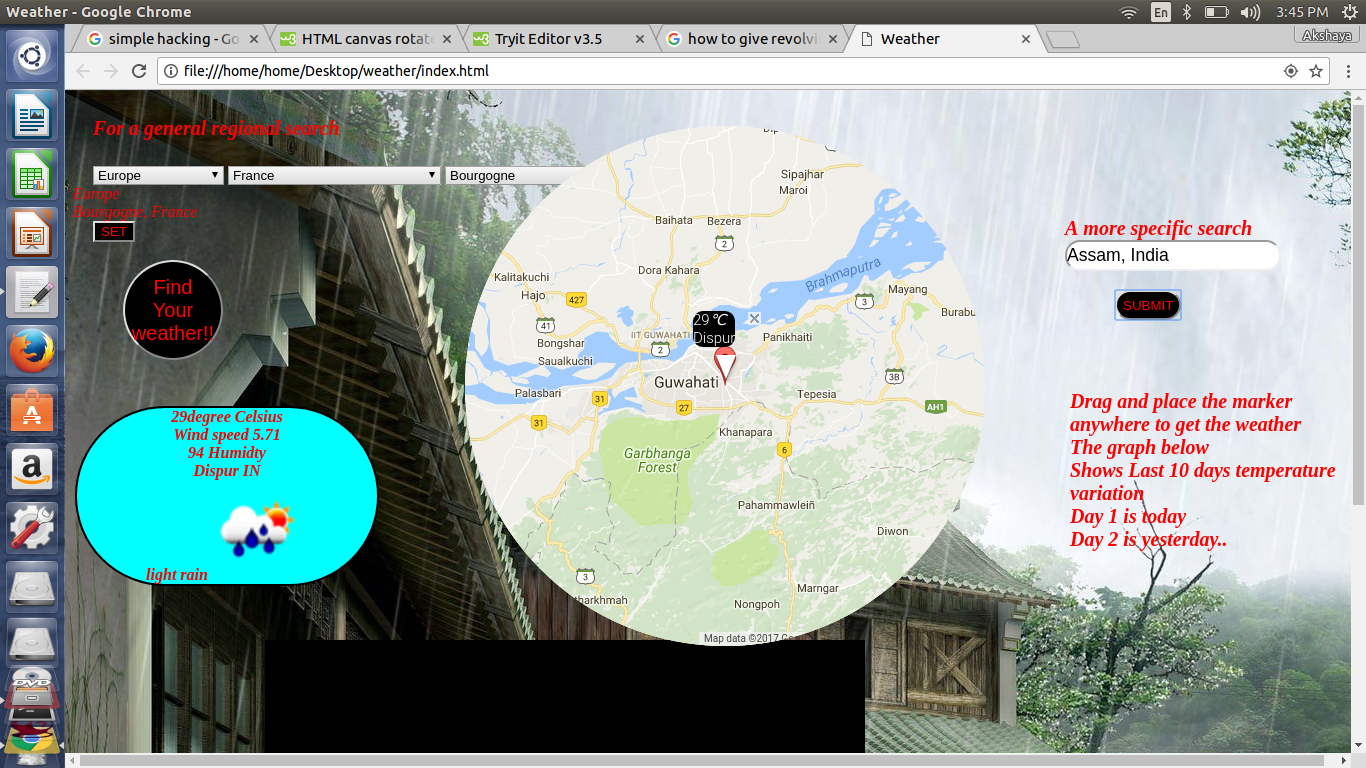 Weather - Google Chrome
En
3:45 PM
simple hacking - Go
HTML canvas rotate
Tryit Editor v3.5
how to give revolvi
Weather
Akshaya
file:///home/home/Desktop/weather/index.html
For a general regional search
Europe
France
Bourgogne
Europe
Bourgogne, France
SET
Find
Your
weather!!
29degree Celsius
Wind speed 5.71
94 Humidty
Dispur IN
light rain
Sipajhar
Maroi
Baihata
Bezera
2
Dora Kahara
Brahmaputra
Kalitakuchi
Hajo
427
Mayang
3
Burabu
41
Bongshar
IIT GUWAHATI
29 ℃
Dispur
Panikhaiti
2
Saualkuchi
Guwahati
3B
Palasbari
31
27
Tepesia
AH1
31
Khanapara
6
Garbhanga
Forest
Pahammawleiñ
Diwon
3
tharkhmah
Nongpoh
Marngar
Map data ©2017
A more specific search
Assam, India
SUBMIT
Drag and place the marker
anywhere to get the weather
The graph below
Shows Last 10 days temperature
variation
Day 1 is today
Day 2 is yesterday..